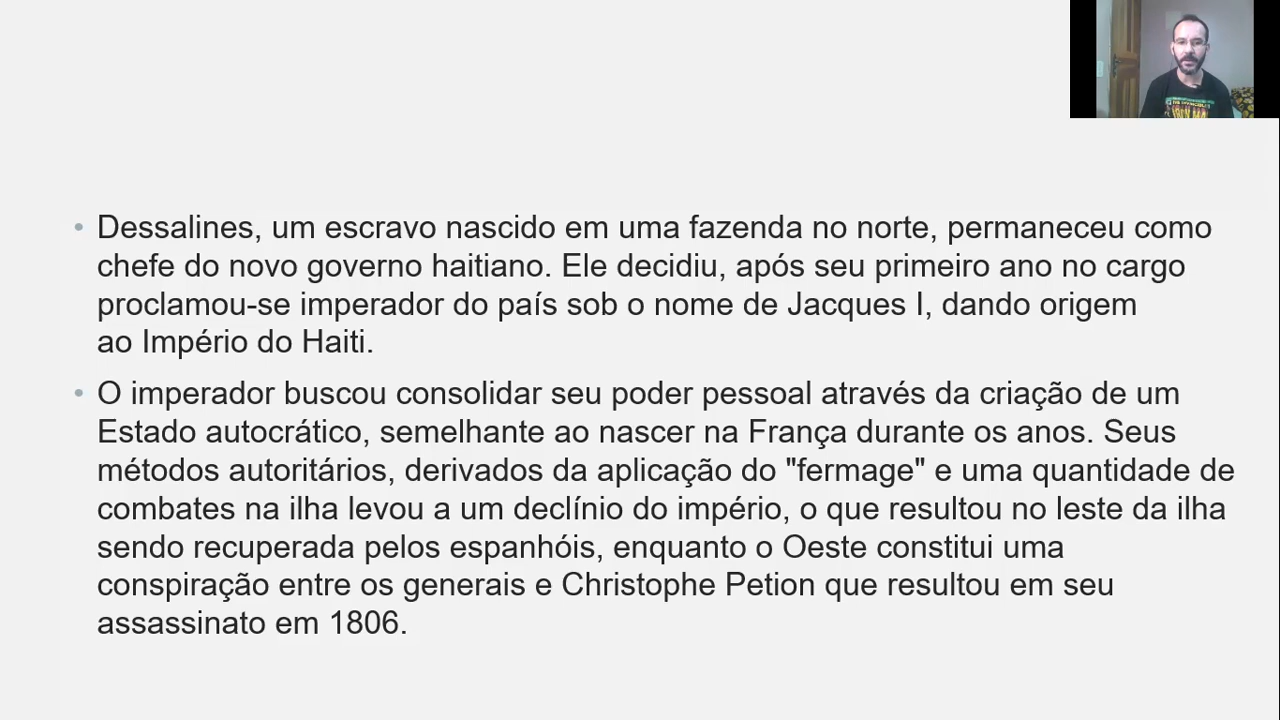 Dessalines, um escravo nascido em uma fazenda no norte, permaneceu como
chefe do novo governo haitiano. Ele decidiu, após seu primeiro ano no cargo
proclamou-se imperador do país sob o nome de Jacques I, dando origem
ao Império do Haiti.
O imperador buscou consolidar seu poder pessoal através da criação de um
Estado autocrático, semelhante ao nascer na França durante os anos. Seus
métodos autoritários, derivados da aplicação do "fermage" e uma quantidade de
combates na ilha levou a um declínio do império, o que resultou no leste da ilha
sendo recuperada pelos espanhóis, enquanto o Oeste constitui uma
conspiração entre os generais e Christophe Petion que resultou em seu
assassinato em 1806.